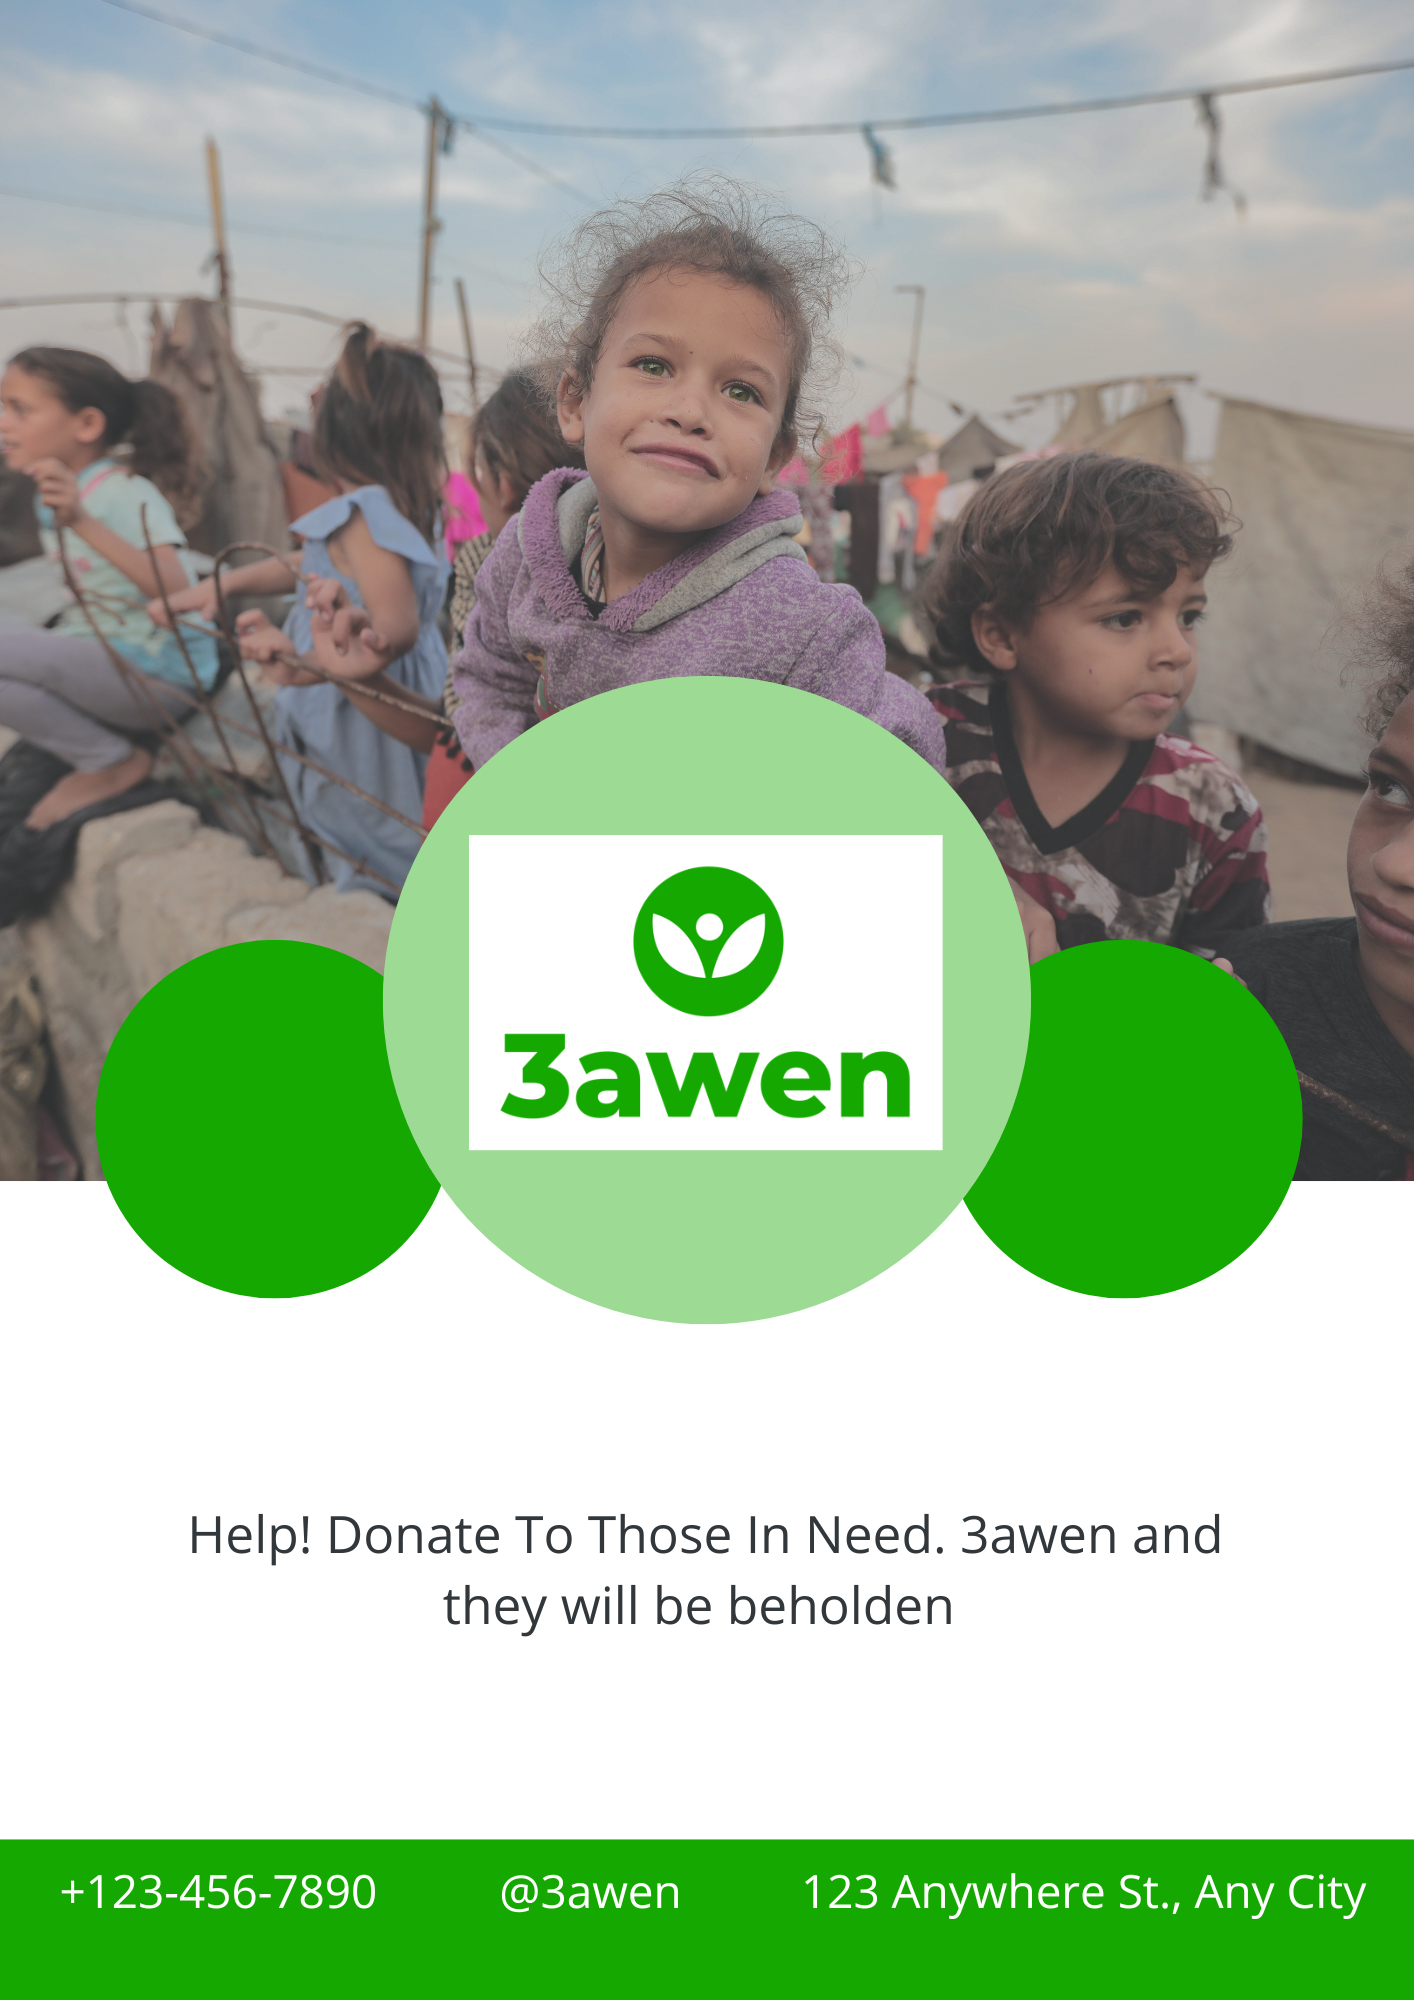 3awen
Help! Donate To Those In Need. 3awen and
they will be beholden
+123-456-7890 @3awen 123 Anywhere St., Any City